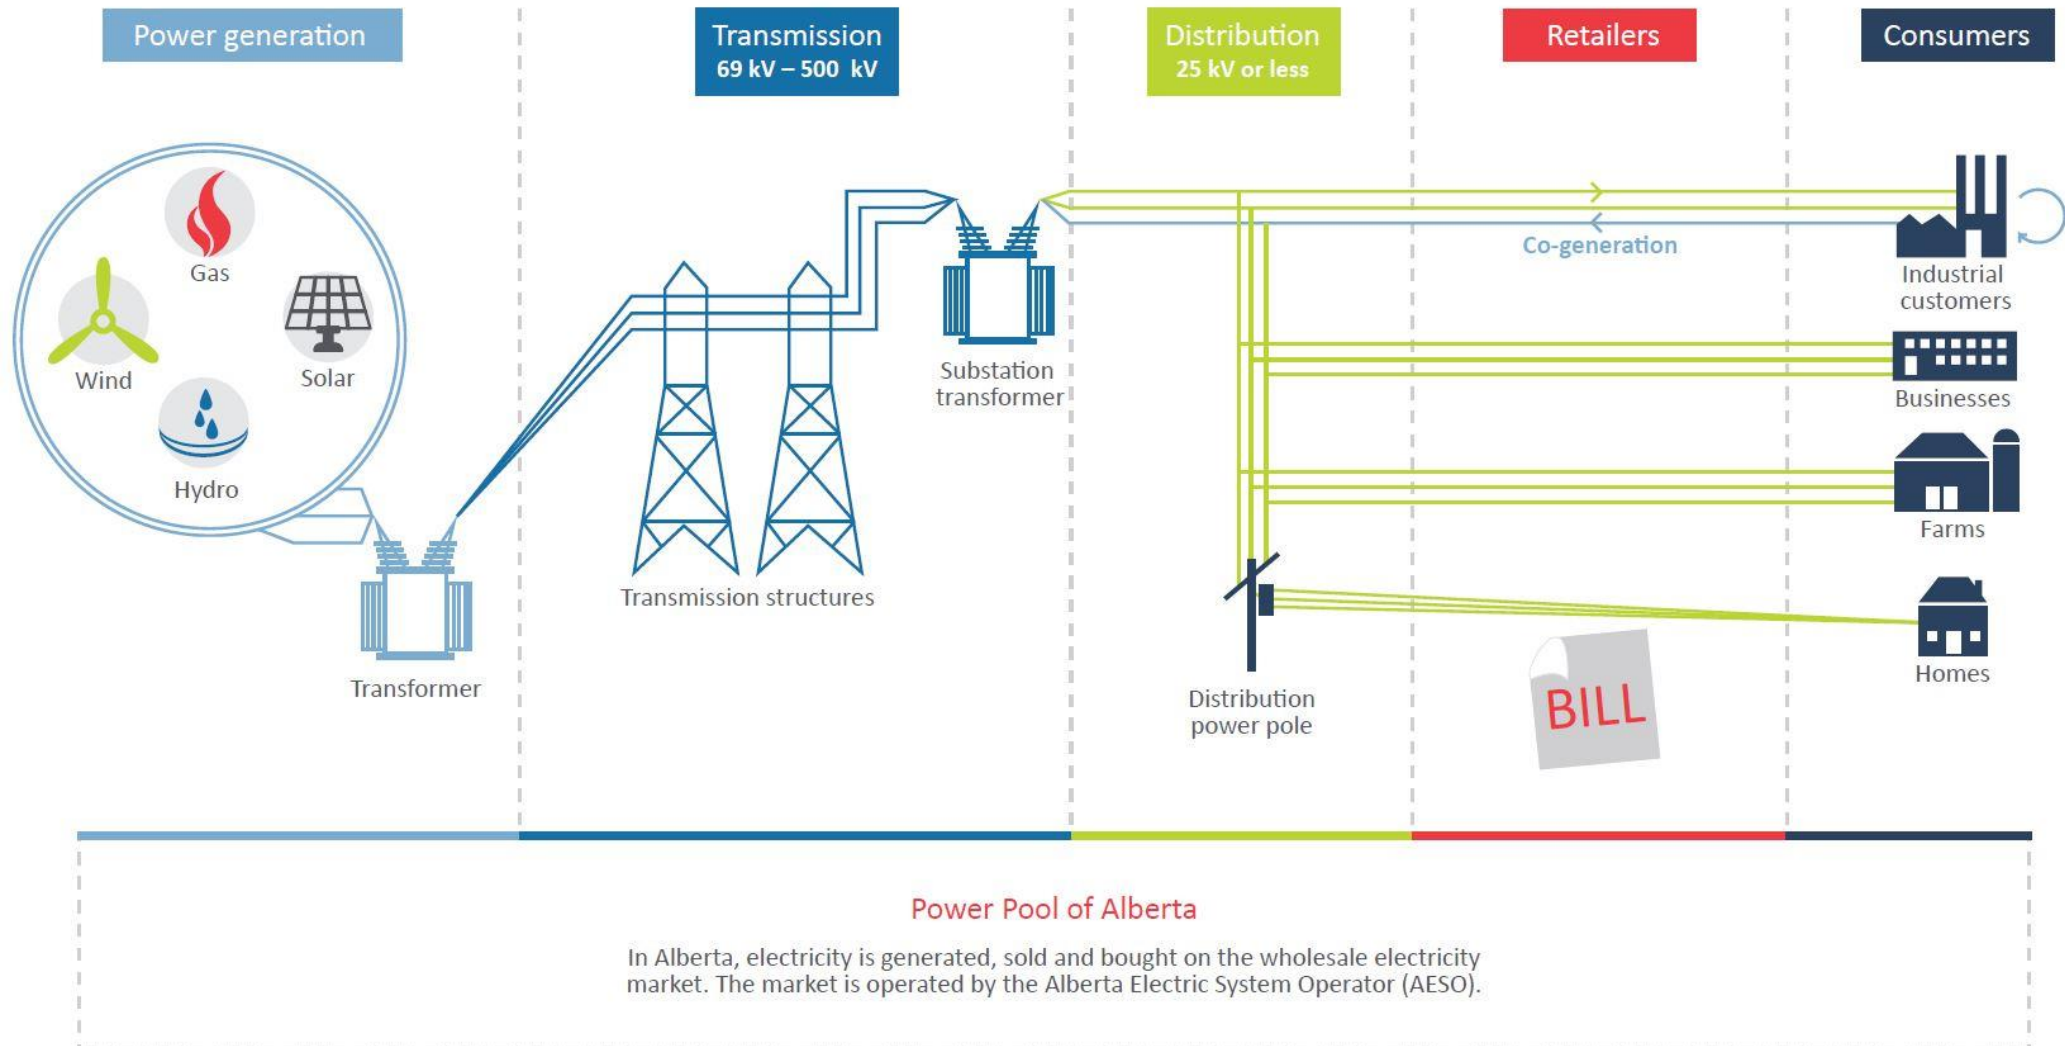 Power generation
Transmission
69 kV – 500 kV
Distribution
25 kV or less
Retailers
Consumers
Gas
Wind
Solar
Hydro
Transformer
Transmission structures
Substation
transformer
Co-generation
Industrial
customers
Businesses
Farms
Homes
Distribution
power pole
BILL
Power Pool of Alberta
In Alberta, electricity is generated, sold and bought on the wholesale electricity
market. The market is operated by the Alberta Electric System Operator (AESO).